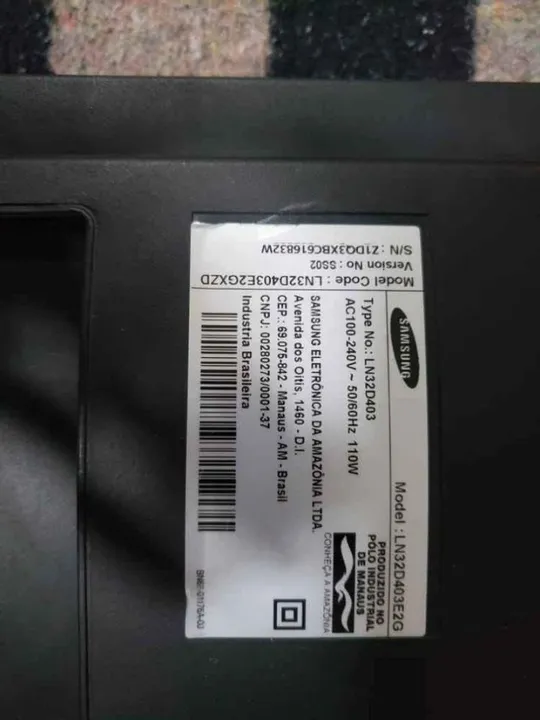 SAMSUNG
Model : LN32D403E2G
Type No.: LN32D403
AC100-240V ~ 50/60Hz 110W
PRODUZIDO NO
PÓLO INDUSTRIAL
DE MANAUS
CONHEÇA A AMAZÔNIA
SAMSUNG ELETRÔNICA DA AMAZÔNIA LTDA.
Avenida dos Oitis, 1460 - D.I.
CEP.: 69.075-842 - Manaus - AM - Brasil
CNPJ: 00280273/0001-37
Industria Brasileira
Model Code : LN32D403E2GXZD
Version No : SS02
S/N : Z1DQ3XBC616832W